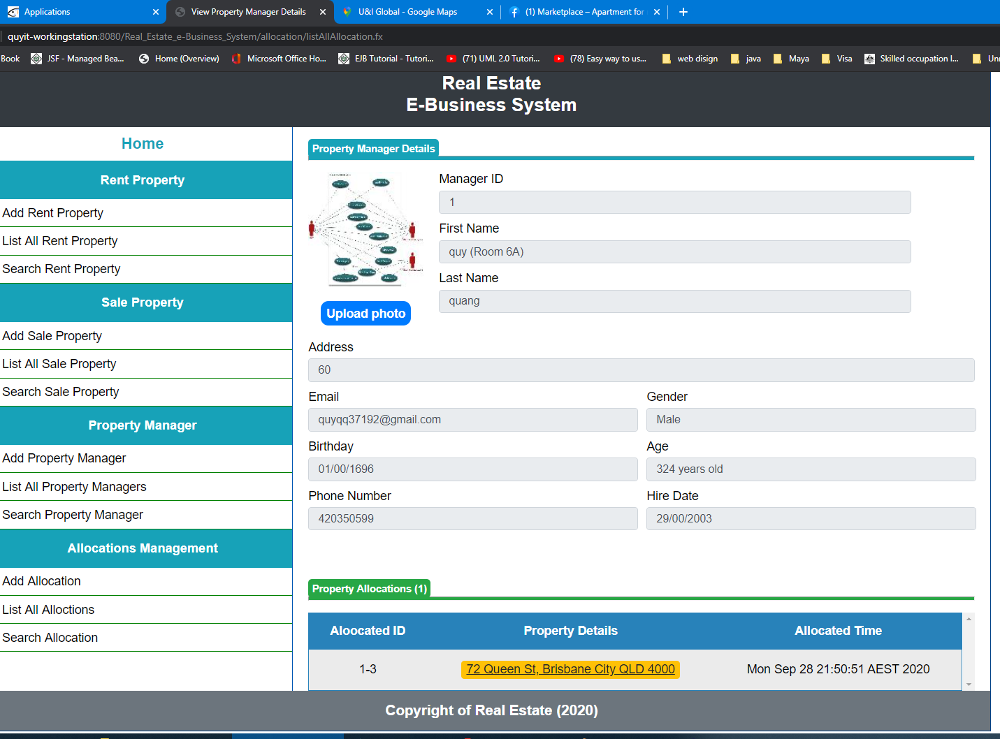 Applications
View Property Manager Details
U&I Global - Google Maps
(1) Marketplace – Apartment for
quyit-workingstation:8080/Real_Estate_e-Business_System/allocation/listAllAllocation.fx
Book
JSF - Managed Bea...
Home (Overview)
Microsoft Office Ho...
EJB Tutorial - Tutori...
(71) UML 2.0 Tutori...
(78) Easy way to us...
web disign
java
Maya
Visa
Skilled occupation l...
Real Estate
E-Business System
Home
Rent Property
Add Rent Property
List All Rent Property
Search Rent Property
Sale Property
Add Sale Property
List All Sale Property
Search Sale Property
Property Manager
Add Property Manager
List All Property Managers
Search Property Manager
Allocations Management
Add Allocation
List All Alloctions
Search Allocation
Property Manager Details
Upload photo
Manager ID
1
First Name
quy (Room 6A)
Last Name
quang
Address
60
Email
quyqq37192@gmail.com
Gender
Male
Birthday
01/00/1696
Age
324 years old
Phone Number
420350599
Hire Date
29/00/2003
Property Allocations (1)
Aloocated ID Property Details Allocated Time
1-3 72 Queen St, Brisbane City QLD 4000 Mon Sep 28 21:50:51 AEST 2020
Copyright of Real Estate (2020)